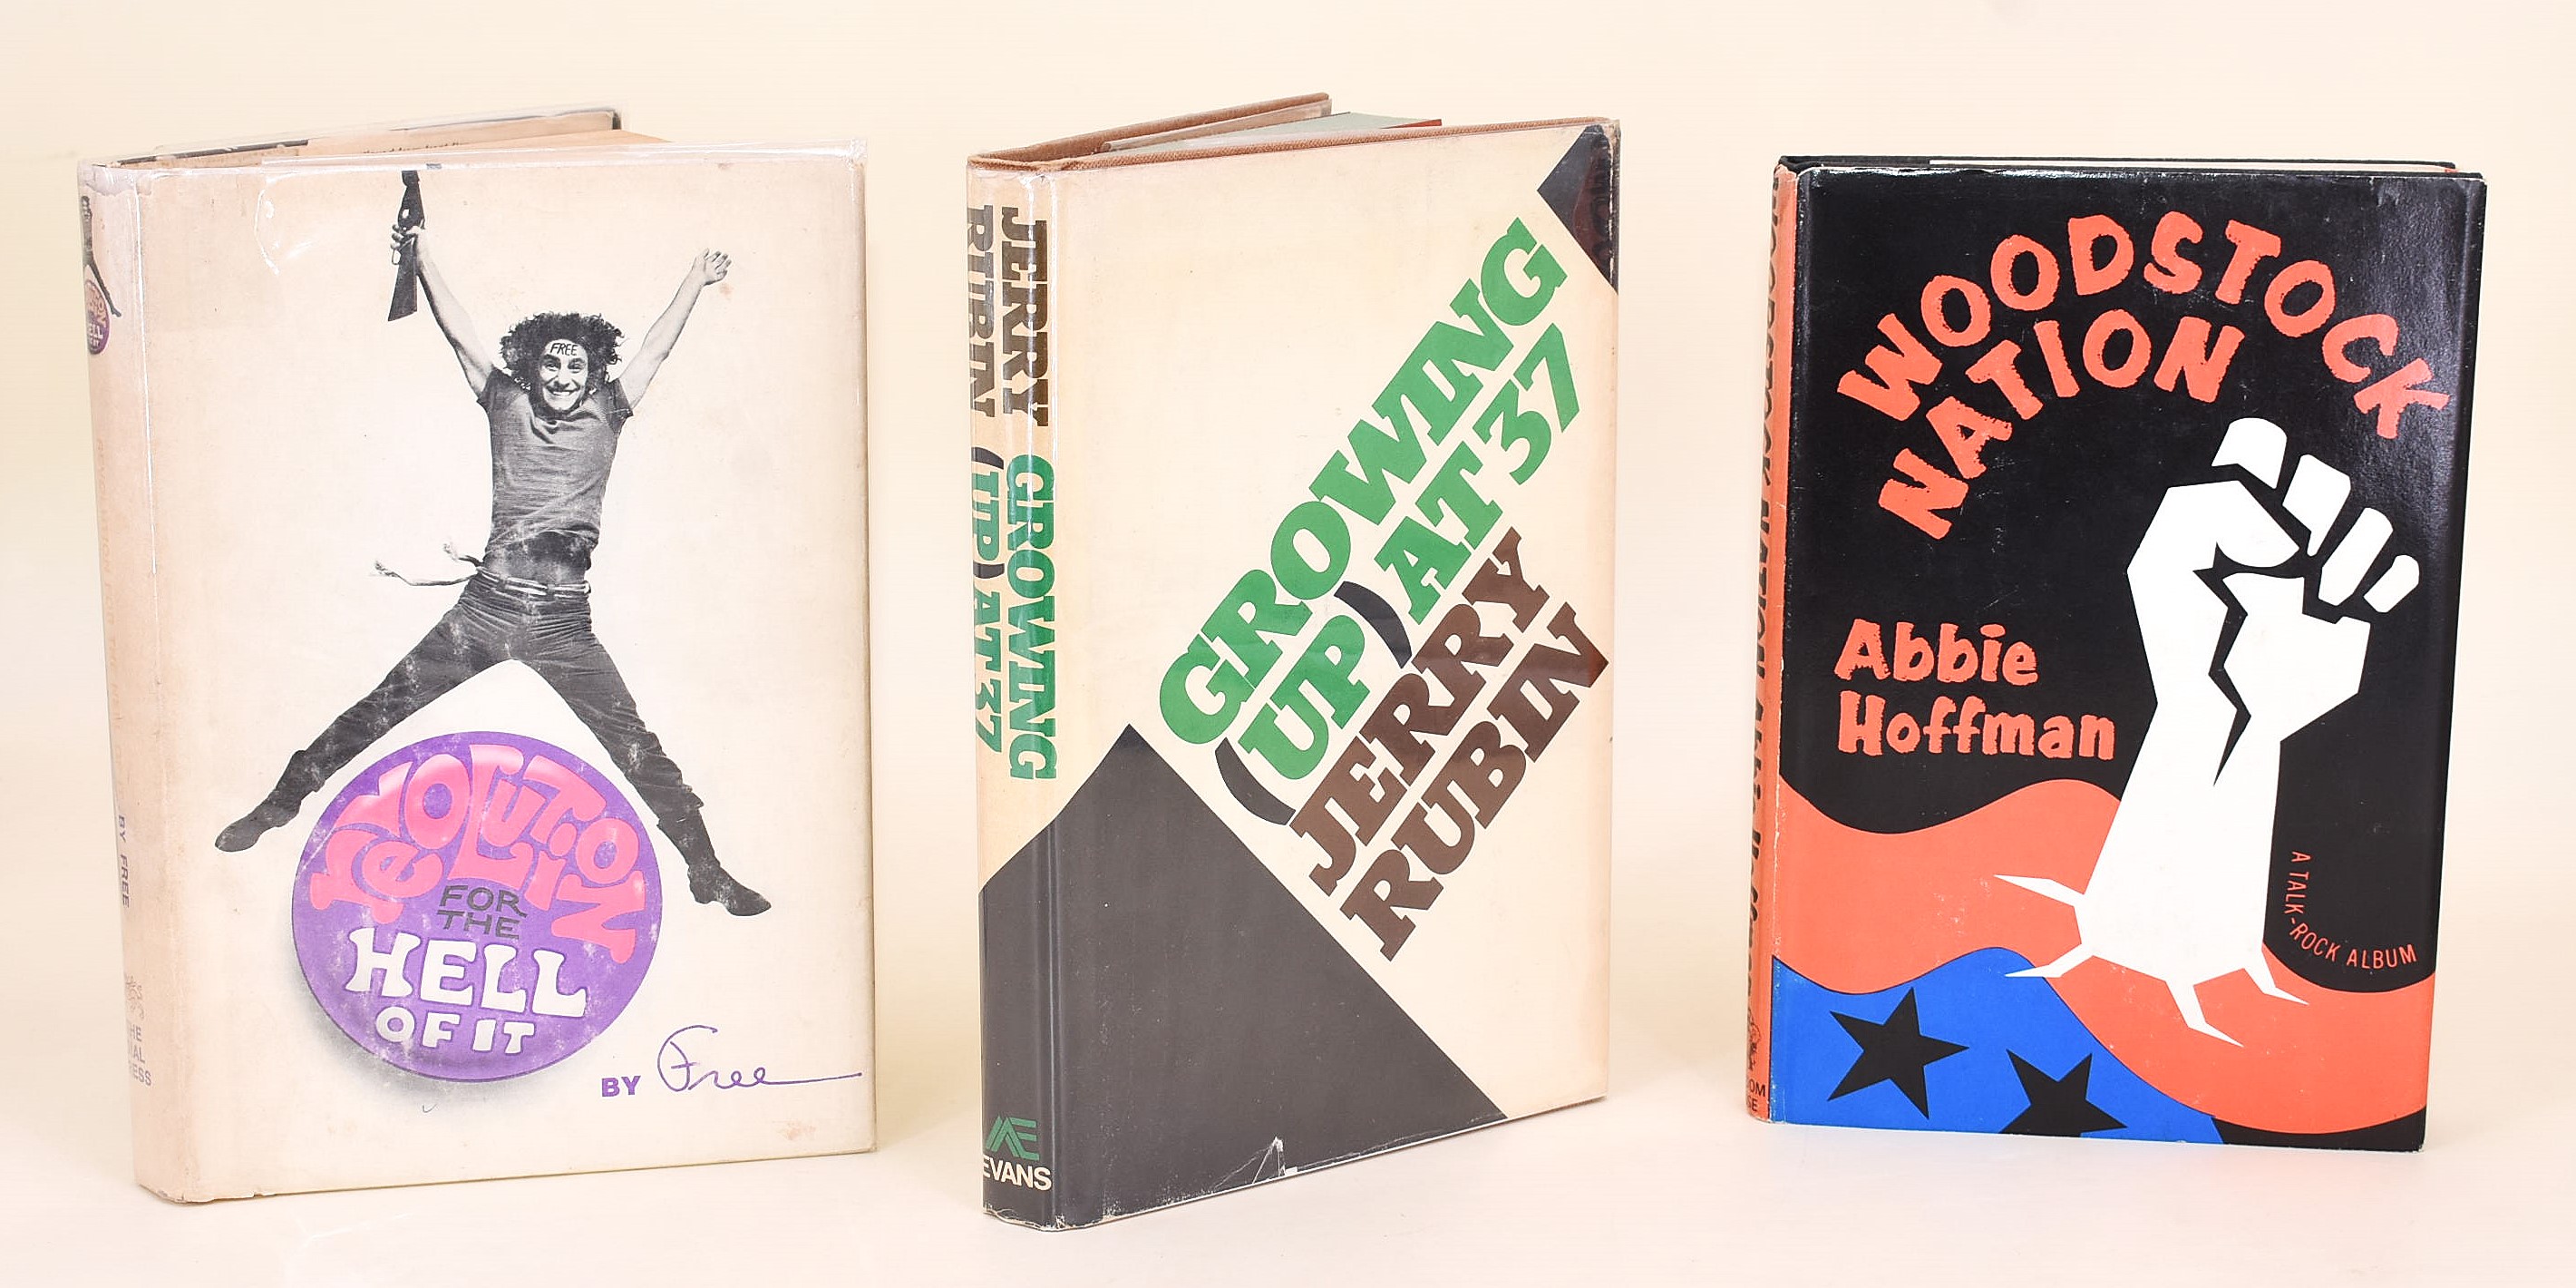 FREE
REVOLUTION
FOR
THE
HELL
OF IT
BY Free
BY FREE
JERRY
RUBIN
GROWING
(UP) AT 37
EVANS
GROWING
(UP) AT 37
JERRY
RUBIN
WOODSTOCK
NATION
Abbie
Hoffman
A TALK-ROCK ALBUM